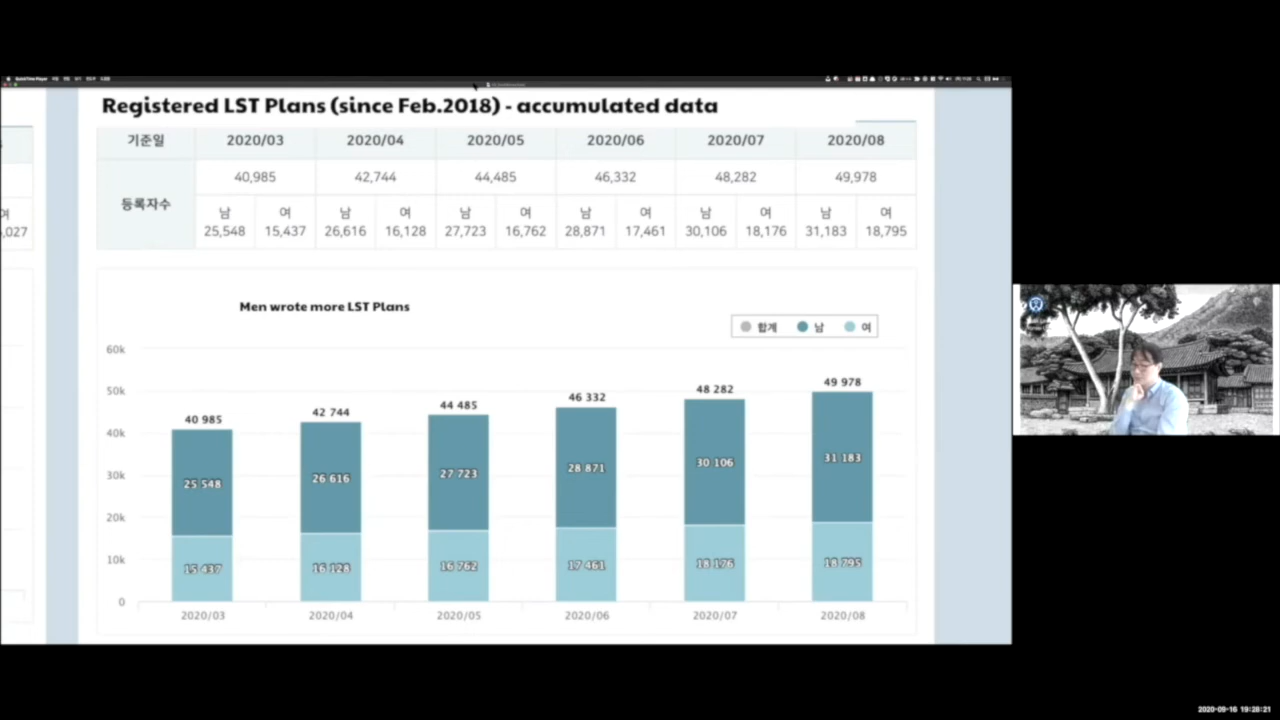 Registered LST Plans (since Feb.2018) - accumulated data
기준일 2020/03 2020/04 2020/05 2020/06 2020/07 2020/08
등록자수 40,985 42,744 44,485 46,332 48,282 49,978
남 여 남 여 남 여 남 여 남 여 남 여
25,548 15,437 26,616 16,128 27,723 16,762 28,871 17,461 30,106 18,176 31,183 18,795
여
,027
Men wrote more LST Plans
합계 남 여
60k
50k
40k
30k
20k
10k
0
40 985 42 744 44 485 46 332 48 282 49 978
25 548 26 616 27 723 28 871 30 106 31 183
15 437 16 128 16 762 17 461 18 176 18 795
2020/03 2020/04 2020/05 2020/06 2020/07 2020/08
2020-09-16 19:28:21